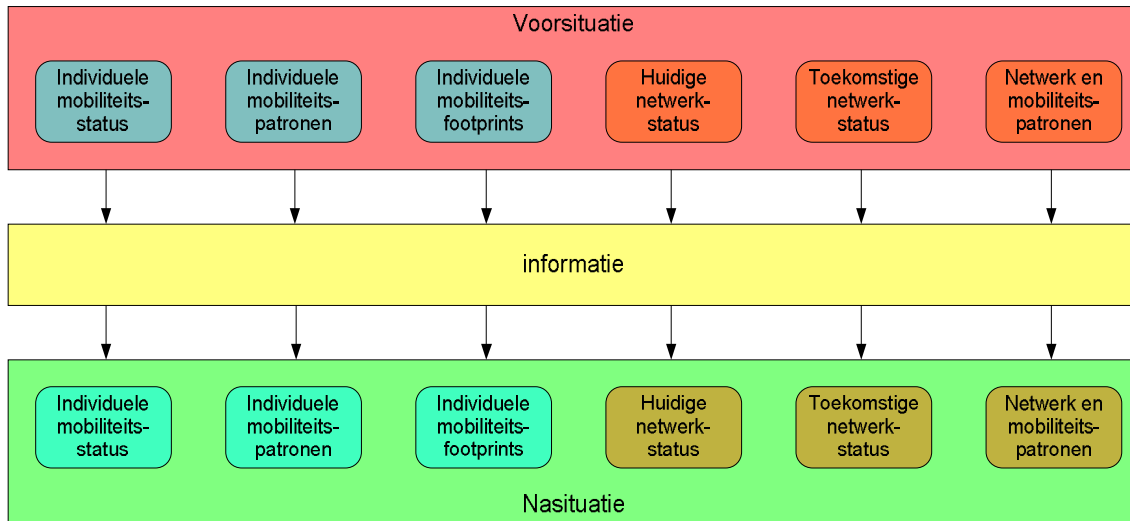 Voorsituatie
Individuele
mobiliteits-
status
Individuele
mobiliteits-
patronen
Individuele
mobiliteits-
footprints
Huidige
netwerk-
status
Toekomstige
netwerk-
status
Netwerk en
mobiliteits-
patronen
informatie
Individuele
mobiliteits-
status
Individuele
mobiliteits-
patronen
Individuele
mobiliteits-
footprints
Huidige
netwerk-
status
Toekomstige
netwerk-
status
Netwerk en
mobiliteits-
patronen
Nasituatie